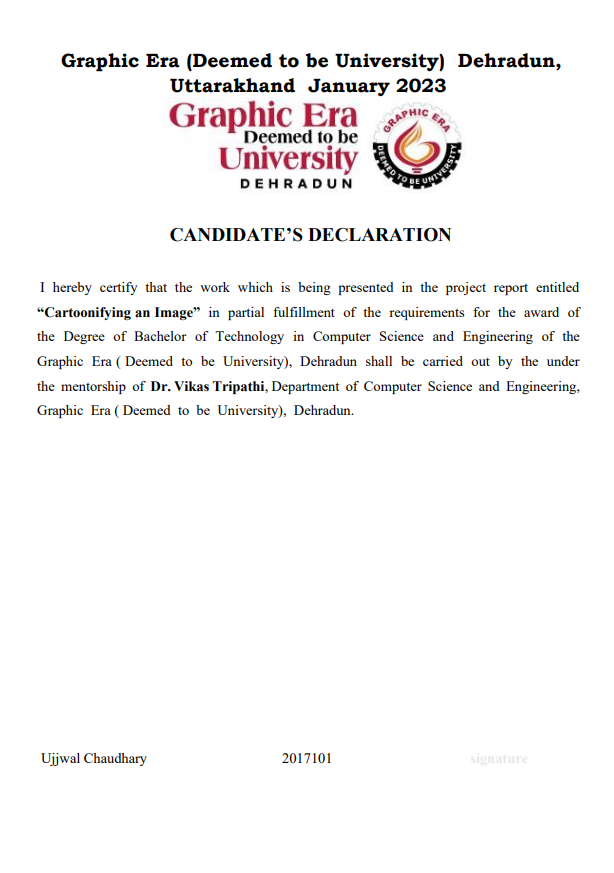 Graphic Era (Deemed to be University) Dehradun,
Uttarakhand January 2023
Graphic Era
Deemed to be
University
DEHRADUN
GRAPHIC ERA
DEEMED TO BE UNIVERSITY
CANDIDATE’S DECLARATION
I hereby certify that the work which is being presented in the project report entitled
“Cartoonifying an Image” in partial fulfillment of the requirements for the award of
the Degree of Bachelor of Technology in Computer Science and Engineering of the
Graphic Era ( Deemed to be University), Dehradun shall be carried out by the under
the mentorship of Dr. Vikas Tripathi, Department of Computer Science and Engineering,
Graphic Era ( Deemed to be University), Dehradun.
Ujjwal Chaudhary 2017101 signature